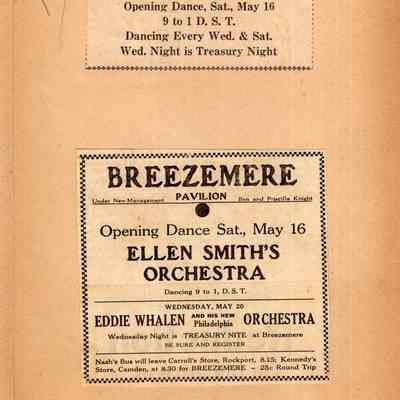 Opening Dance, Sat., May 16
9 to 1 D. S. T.
Dancing Every Wed. & Sat.
Wed. Night is Treasury Night
BREEZEMERE
Under New Management PAVILION Ben and Priscilla Knight
Opening Dance Sat., May 16
ELLEN SMITH'S
ORCHESTRA
Dancing 9 to 1, D. S. T.
WEDNESDAY, MAY 20
EDDIE WHALEN AND HIS NEW Philadelphia ORCHESTRA
Wednesday Night is TREASURY NITE at Breezemere
BE SURE AND REGISTER
Nash's Bus will leave Carroll's Store, Rockport, 8.15; Kennedy's
Store, Camden, at 8.30 for BREEZEMERE - 25c Round Trip